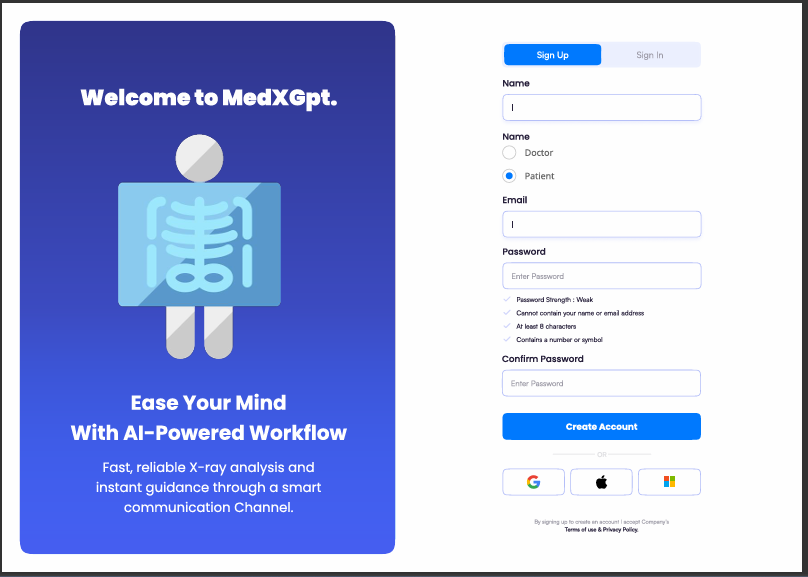 Welcome to MedXGpt.
Ease Your Mind
With AI-Powered Workflow
Fast, reliable X-ray analysis and
instant guidance through a smart
communication Channel.
Sign Up
Sign In
Name
Name
Doctor
Patient
Email
Password
Enter Password
Password Strength : Weak
Cannot contain your name or email address
At least 8 characters
Contains a number or symbol
Confirm Password
Enter Password
Create Account
OR
By signing up to create an account I accept Company's
Terms of use & Privacy Policy.